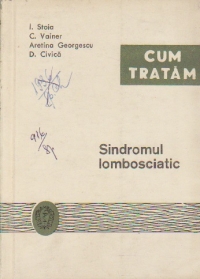 I. Stoia
C. Vainer
Aretina Georgescu
D. Civică
CUM
TRATĂM
Sindromul
lombosciatic